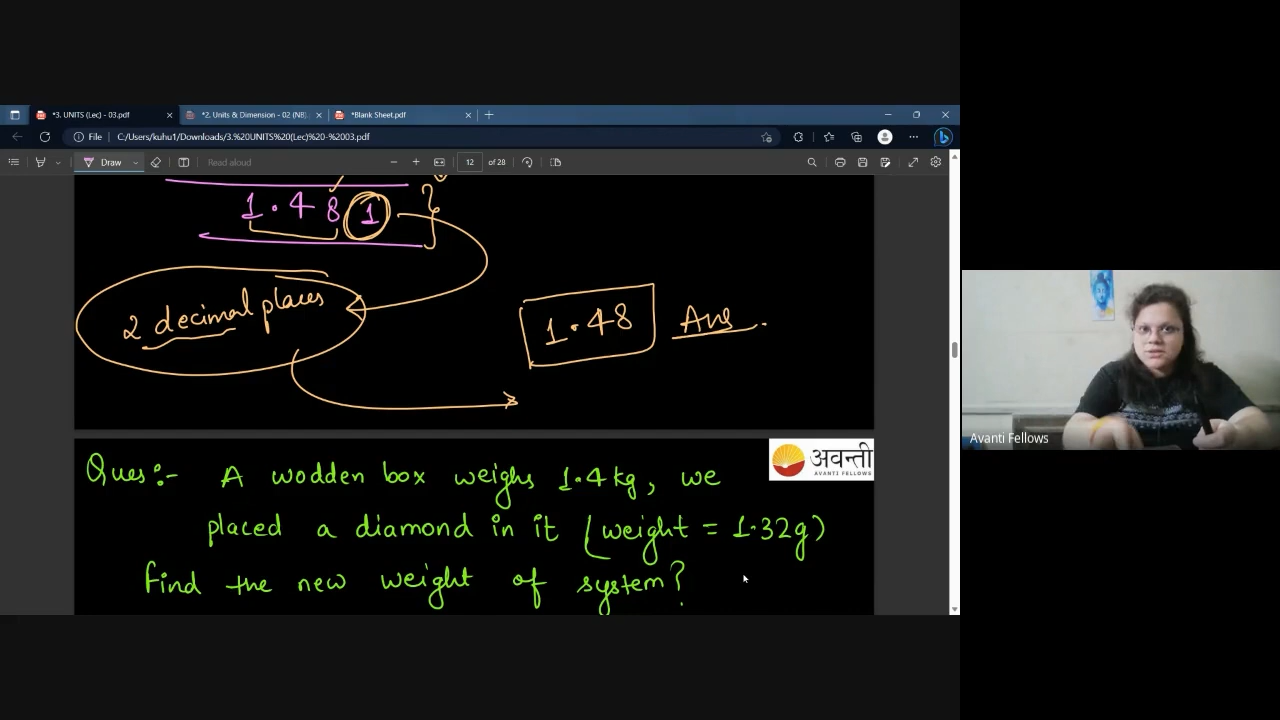 *3. UNITS (Lec) - 03.pdf
*2. Units & Dimension - 02 (NB).
*Blank Sheet.pdf
File
C:/Users/kuhu1/Downloads/3.%20UNITS%20(Lec)%20-%2003.pdf
Draw
Read aloud
12 of 28
1.481
2 decimal places
1.48 Ans.
Ques:- A wodden box weighs 1.4 kg, we
placed a diamond in it (weight = 1.32g)
find the new weight of system?
अवन्ती
AVANTI FELLOWS
Avanti Fellows